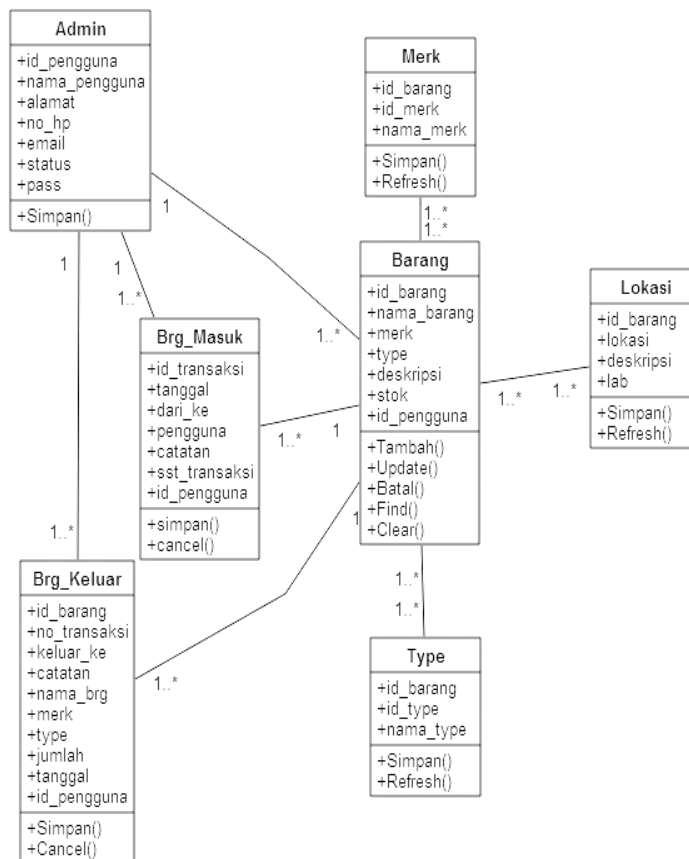 Admin
+id_pengguna
+nama_pengguna
+alamat
+no_hp
+email
+status
+pass
+Simpan()
1
1
1
1..*
1..*
1..*
Merk
+id_barang
+id_merk
+nama_merk
+Simpan()
+Refresh()
1..*
1..*
Barang
+id_barang
+nama_barang
+merk
+type
+deskripsi
+stok
+id_pengguna
+Tambah()
+Update()
+Batal()
+Find()
+Clear()
Lokasi
+id_barang
+lokasi
+deskripsi
+lab
+Simpan()
+Refresh()
1..*
1..*
Brg_Masuk
+id_transaksi
+tanggal
+dari_ke
+pengguna
+catatan
+sst_transaksi
+id_pengguna
+simpan()
+cancel()
1..*
1
1
1..*
Brg_Keluar
+id_barang
+no_transaksi
+keluar_ke
+catatan
+nama_brg
+merk
+type
+jumlah
+tanggal
+id_pengguna
+Simpan()
+Cancel()
1..*
1..*
Type
+id_barang
+id_type
+nama_type
+Simpan()
+Refresh()